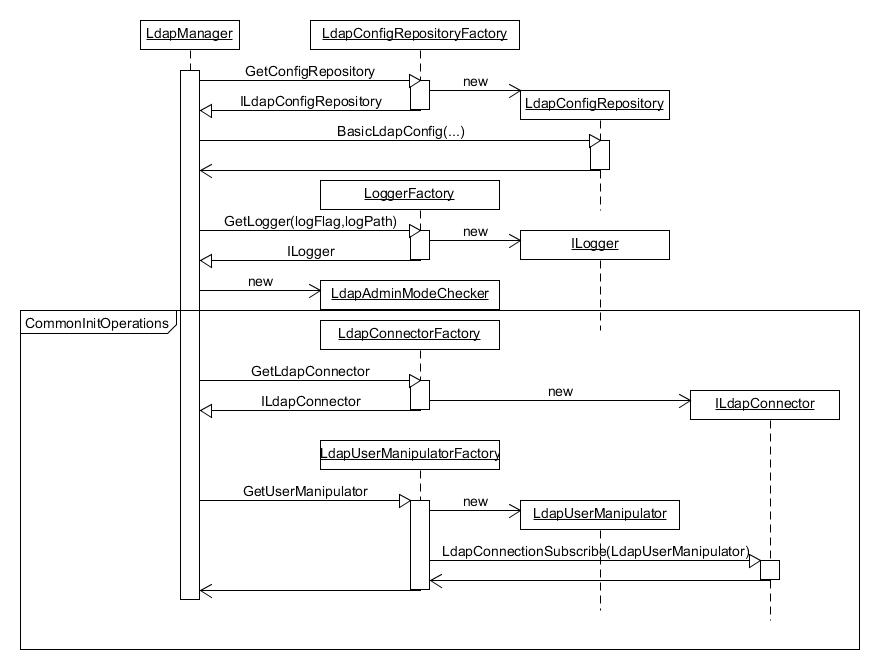 LdapManager
LdapConfigRepositoryFactory
GetConfigRepository
new
ILdapConfigRepository
LdapConfigRepository
BasicLdapConfig(...)
LoggerFactory
GetLogger(logFlag,logPath)
new
ILogger
ILogger
new
LdapAdminModeChecker
CommonInitOperations
LdapConnectorFactory
GetLdapConnector
new
ILdapConnector
ILdapConnector
LdapUserManipulatorFactory
GetUserManipulator
new
LdapUserManipulator
LdapConnectionSubscribe(LdapUserManipulator)